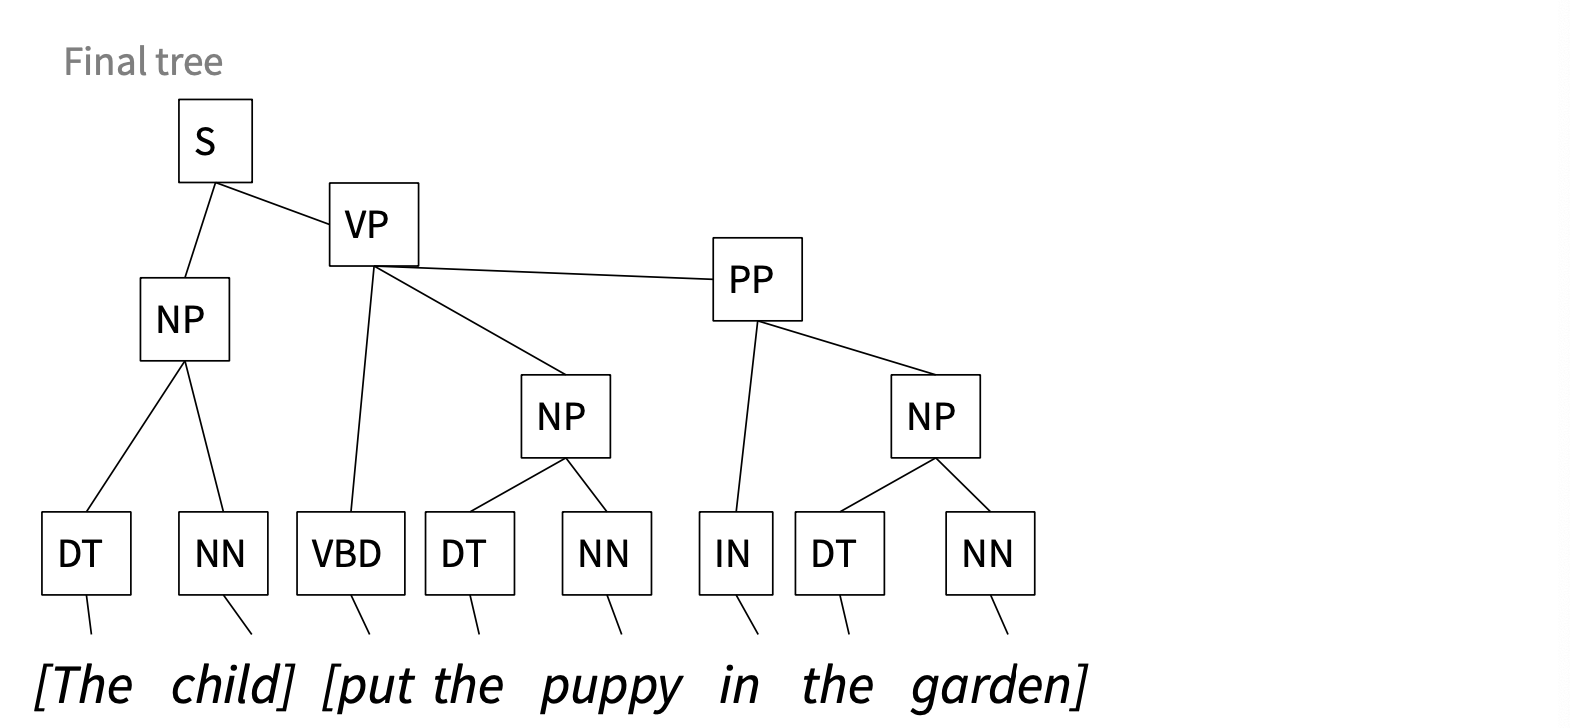 Final tree
S
VP
PP
NP
NP NP
DT NN VBD DT NN IN DT NN
[The child] [put the puppy in the garden]